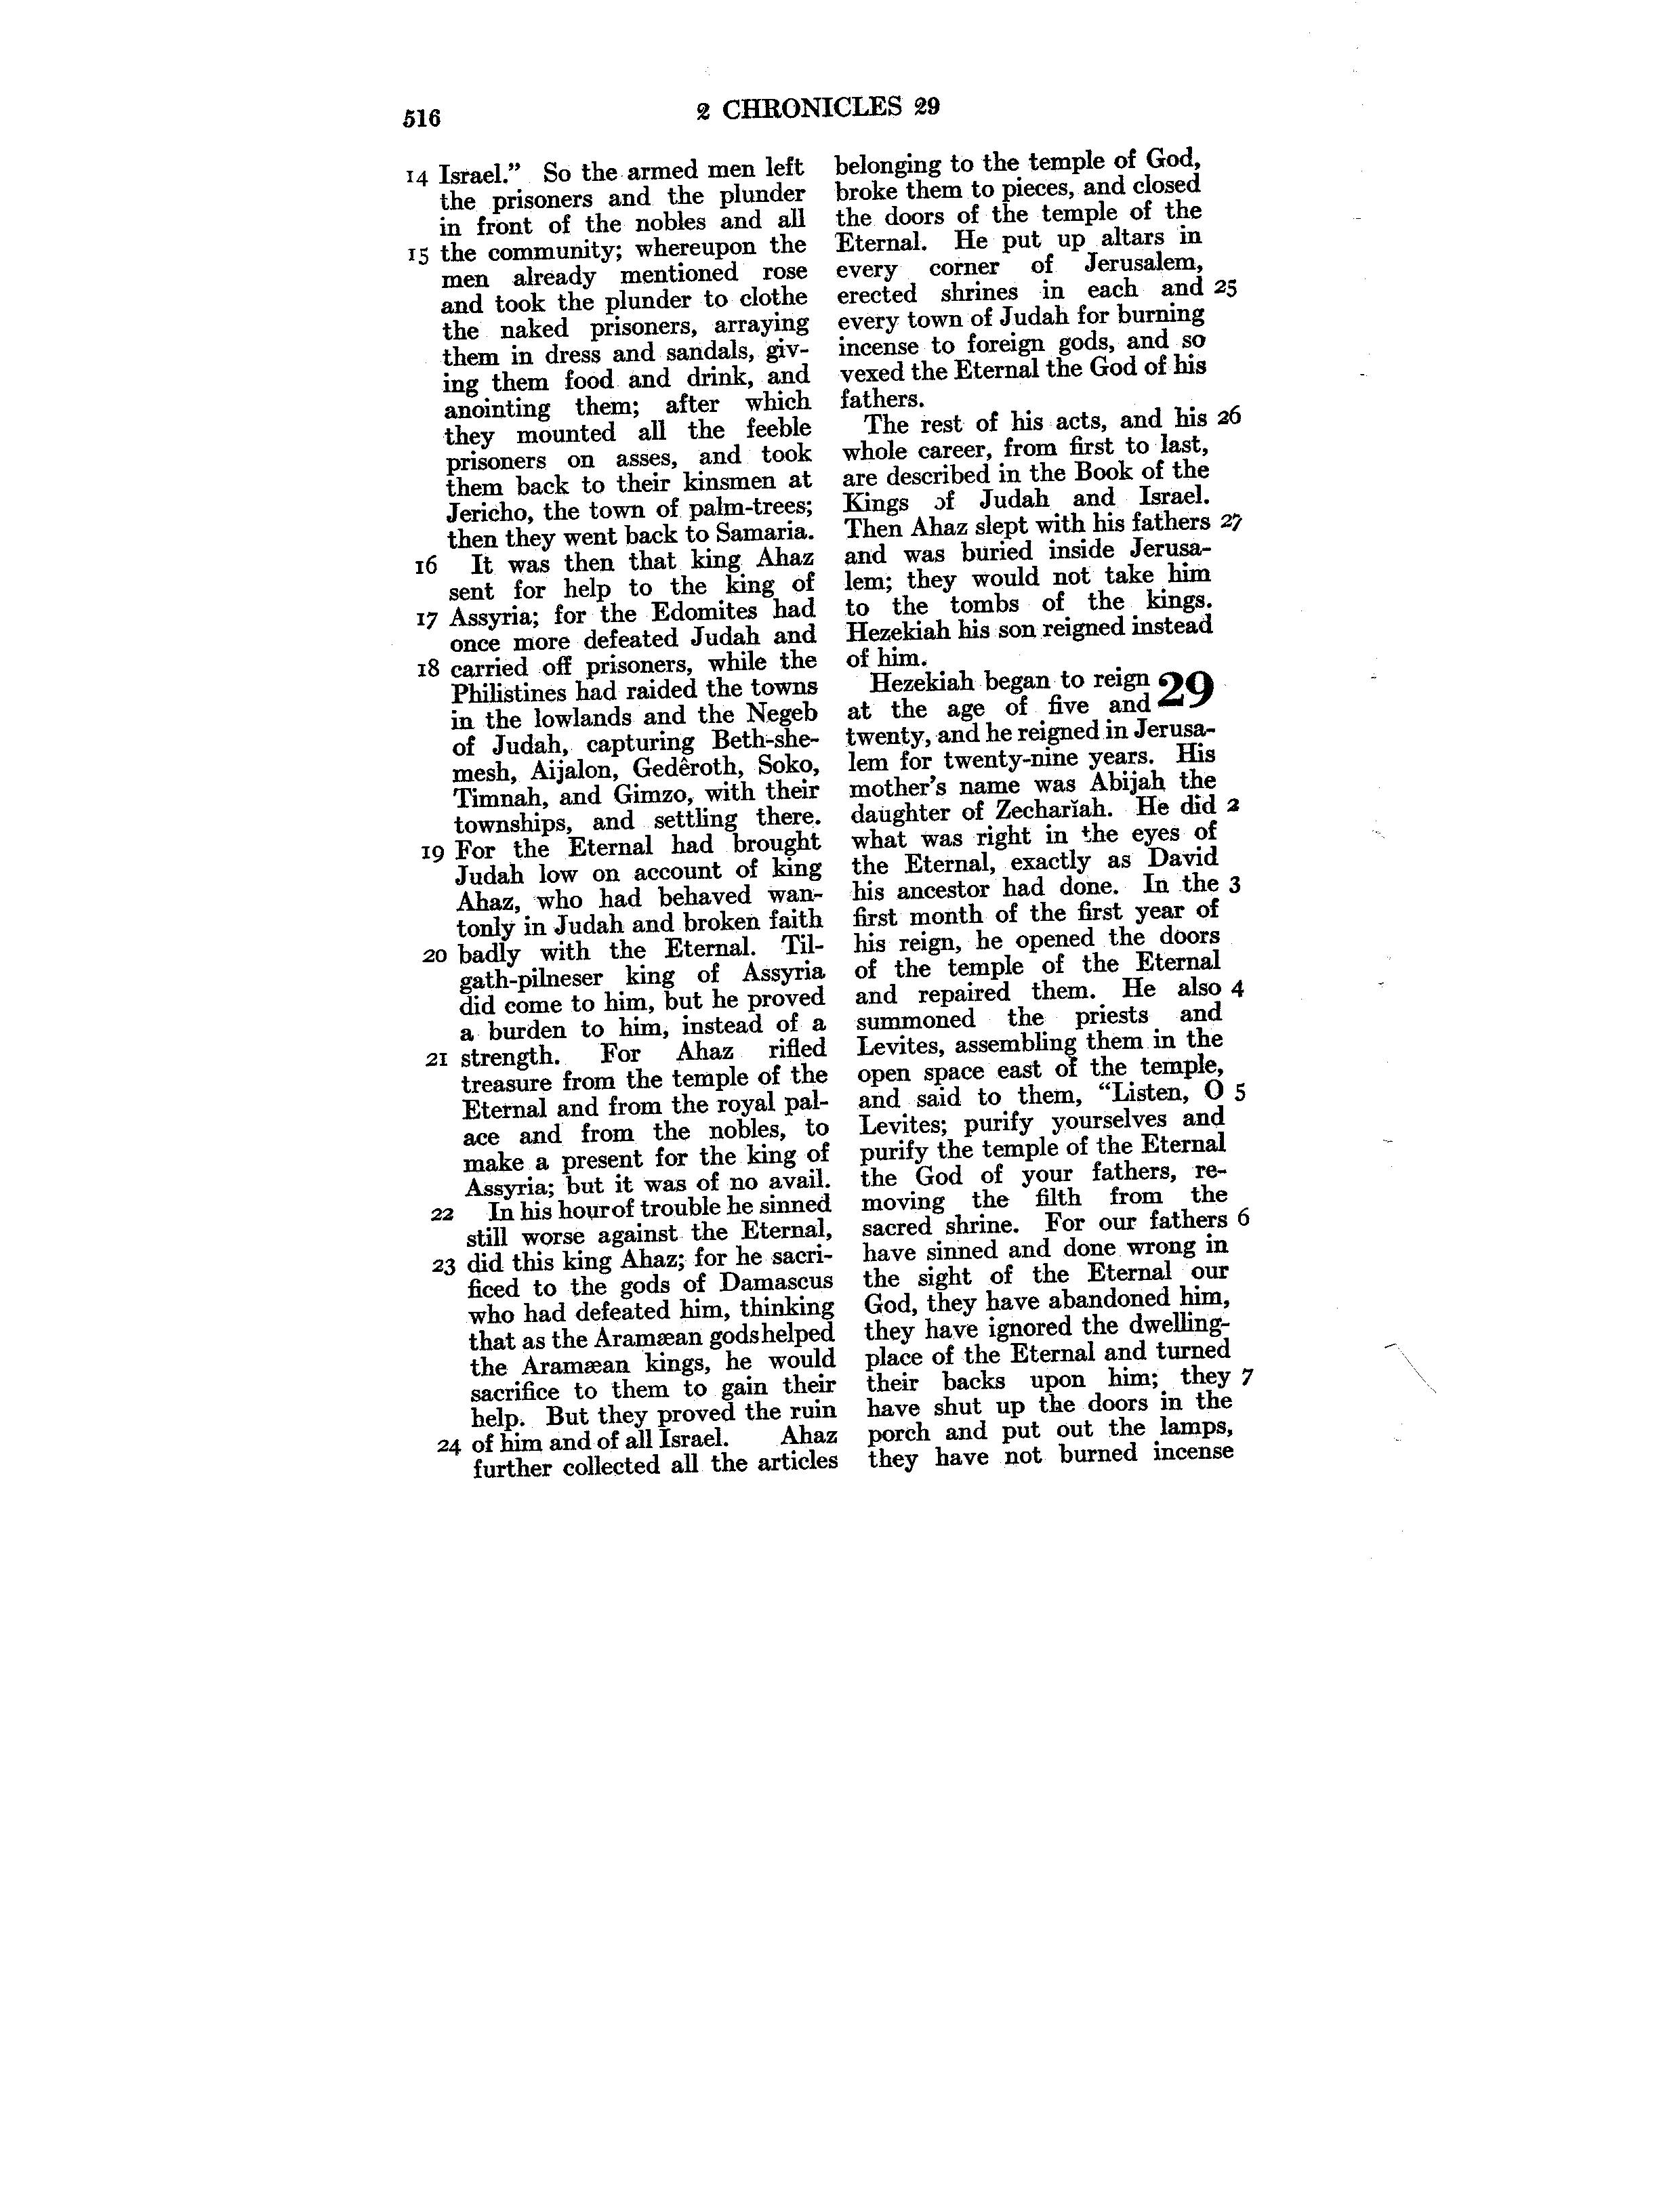 516
2 CHRONICLES 29
14 Israel.” So the armed men left
the prisoners and the plunder
in front of the nobles and all
15 the community; whereupon the
men already mentioned rose
and took the plunder to clothe
the naked prisoners, arraying
them in dress and sandals, giv-
ing them food and drink, and
anointing them; after which
they mounted all the feeble
prisoners on asses, and took
them back to their kinsmen at
Jericho, the town of palm-trees;
then they went back to Samaria.
16 It was then that king Ahaz
sent for help to the king of
17 Assyria; for the Edomites had
once more defeated Judah and
18 carried off prisoners, while the
Philistines had raided the towns
in the lowlands and the Negeb
of Judah, capturing Beth-she-
mesh, Aijalon, Gedêroth, Soko,
Timnah, and Gimzo, with their
townships, and settling there.
19 For the Eternal had brought
Judah low on account of king
Ahaz, who had behaved wan-
tonly in Judah and broken faith
20 badly with the Eternal. Til-
gath-pilneser king of Assyria
did come to him, but he proved
a burden to him, instead of a
21 strength. For Ahaz rifled
treasure from the temple of the
Eternal and from the royal pal-
ace and from the nobles, to
make a present for the king of
Assyria; but it was of no avail.
22 In his hour of trouble he sinned
still worse against the Eternal,
23 did this king Ahaz; for he sacri-
ficed to the gods of Damascus
who had defeated him, thinking
that as the Aramæan gods helped
the Aramæan kings, he would
sacrifice to them to gain their
help. But they proved the ruin
24 of him and of all Israel. Ahaz
further collected all the articles
belonging to the temple of God,
broke them to pieces, and closed
the doors of the temple of the
Eternal. He put up altars in
every corner of Jerusalem,
erected shrines in each and 25
every town of Judah for burning
incense to foreign gods, and so
vexed the Eternal the God of his
fathers.
The rest of his acts, and his 26
whole career, from first to last,
are described in the Book of the
Kings of Judah and Israel.
Then Ahaz slept with his fathers 27
and was buried inside Jerusa-
lem; they would not take him
to the tombs of the kings.
Hezekiah his son reigned instead
of him.
Hezekiah began to reign 29
at the age of five and
twenty, and he reigned in Jerusa-
lem for twenty-nine years. His
mother’s name was Abijah the
daughter of Zecharĭah. He did 2
what was right in the eyes of
the Eternal, exactly as David
his ancestor had done. In the 3
first month of the first year of
his reign, he opened the doors
of the temple of the Eternal
and repaired them. He also 4
summoned the priests and
Levites, assembling them in the
open space east of the temple,
and said to them, “Listen, O 5
Levites; purify yourselves and
purify the temple of the Eternal
the God of your fathers, re-
moving the filth from the
sacred shrine. For our fathers 6
have sinned and done wrong in
the sight of the Eternal our
God, they have abandoned him,
they have ignored the dwelling-
place of the Eternal and turned
their backs upon him; they 7
have shut up the doors in the
porch and put out the lamps,
they have not burned incense